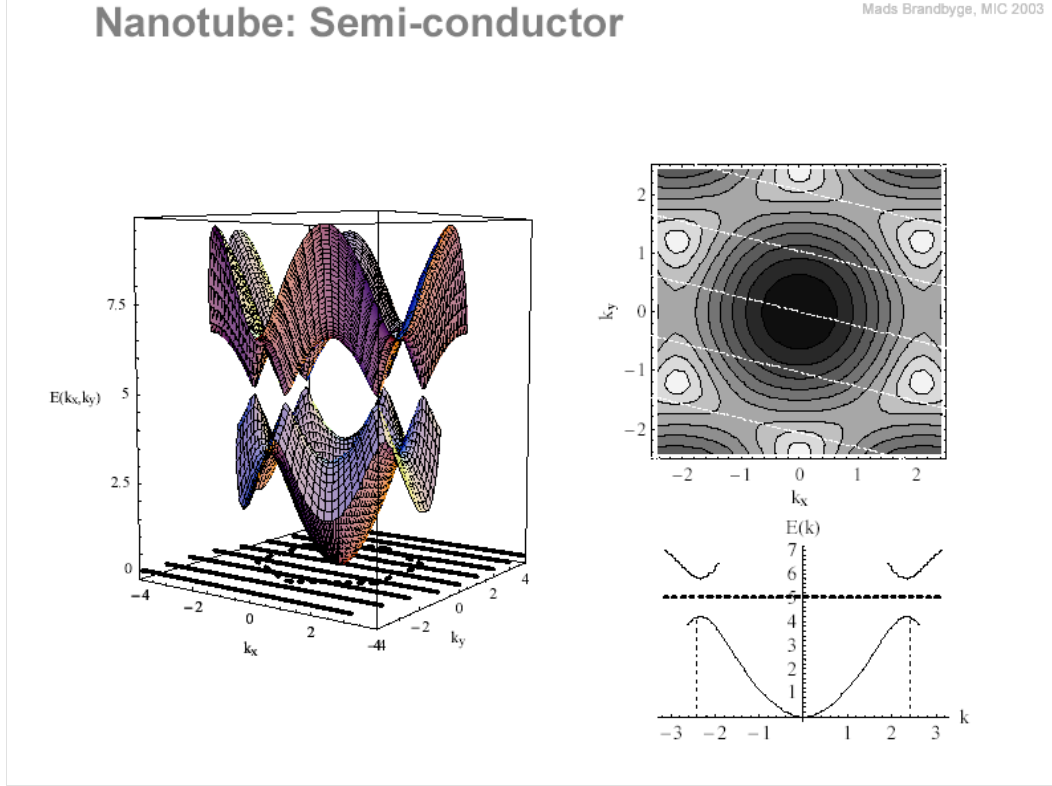 Nanotube: Semi-conductor
Mads Brandbyge, MIC 2003
7.5
E(kx,ky)
5
2.5
0
−4
−2
0
2
-44
−2
0
2
4
kx
ky
2
1
0
−1
−2
ky
−2 −1 0 1 2
kx
E(k)
7
6
5
4
3
2
1
k
−3 −2 −1 1 2 3